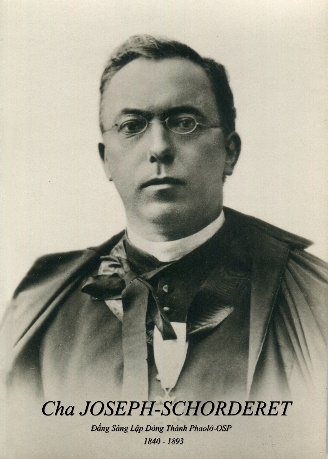 Cha JOSEPH-SCHORDERET
Đấng Sáng Lập Dòng Thánh Phaolô-OSP
1840 - 1893